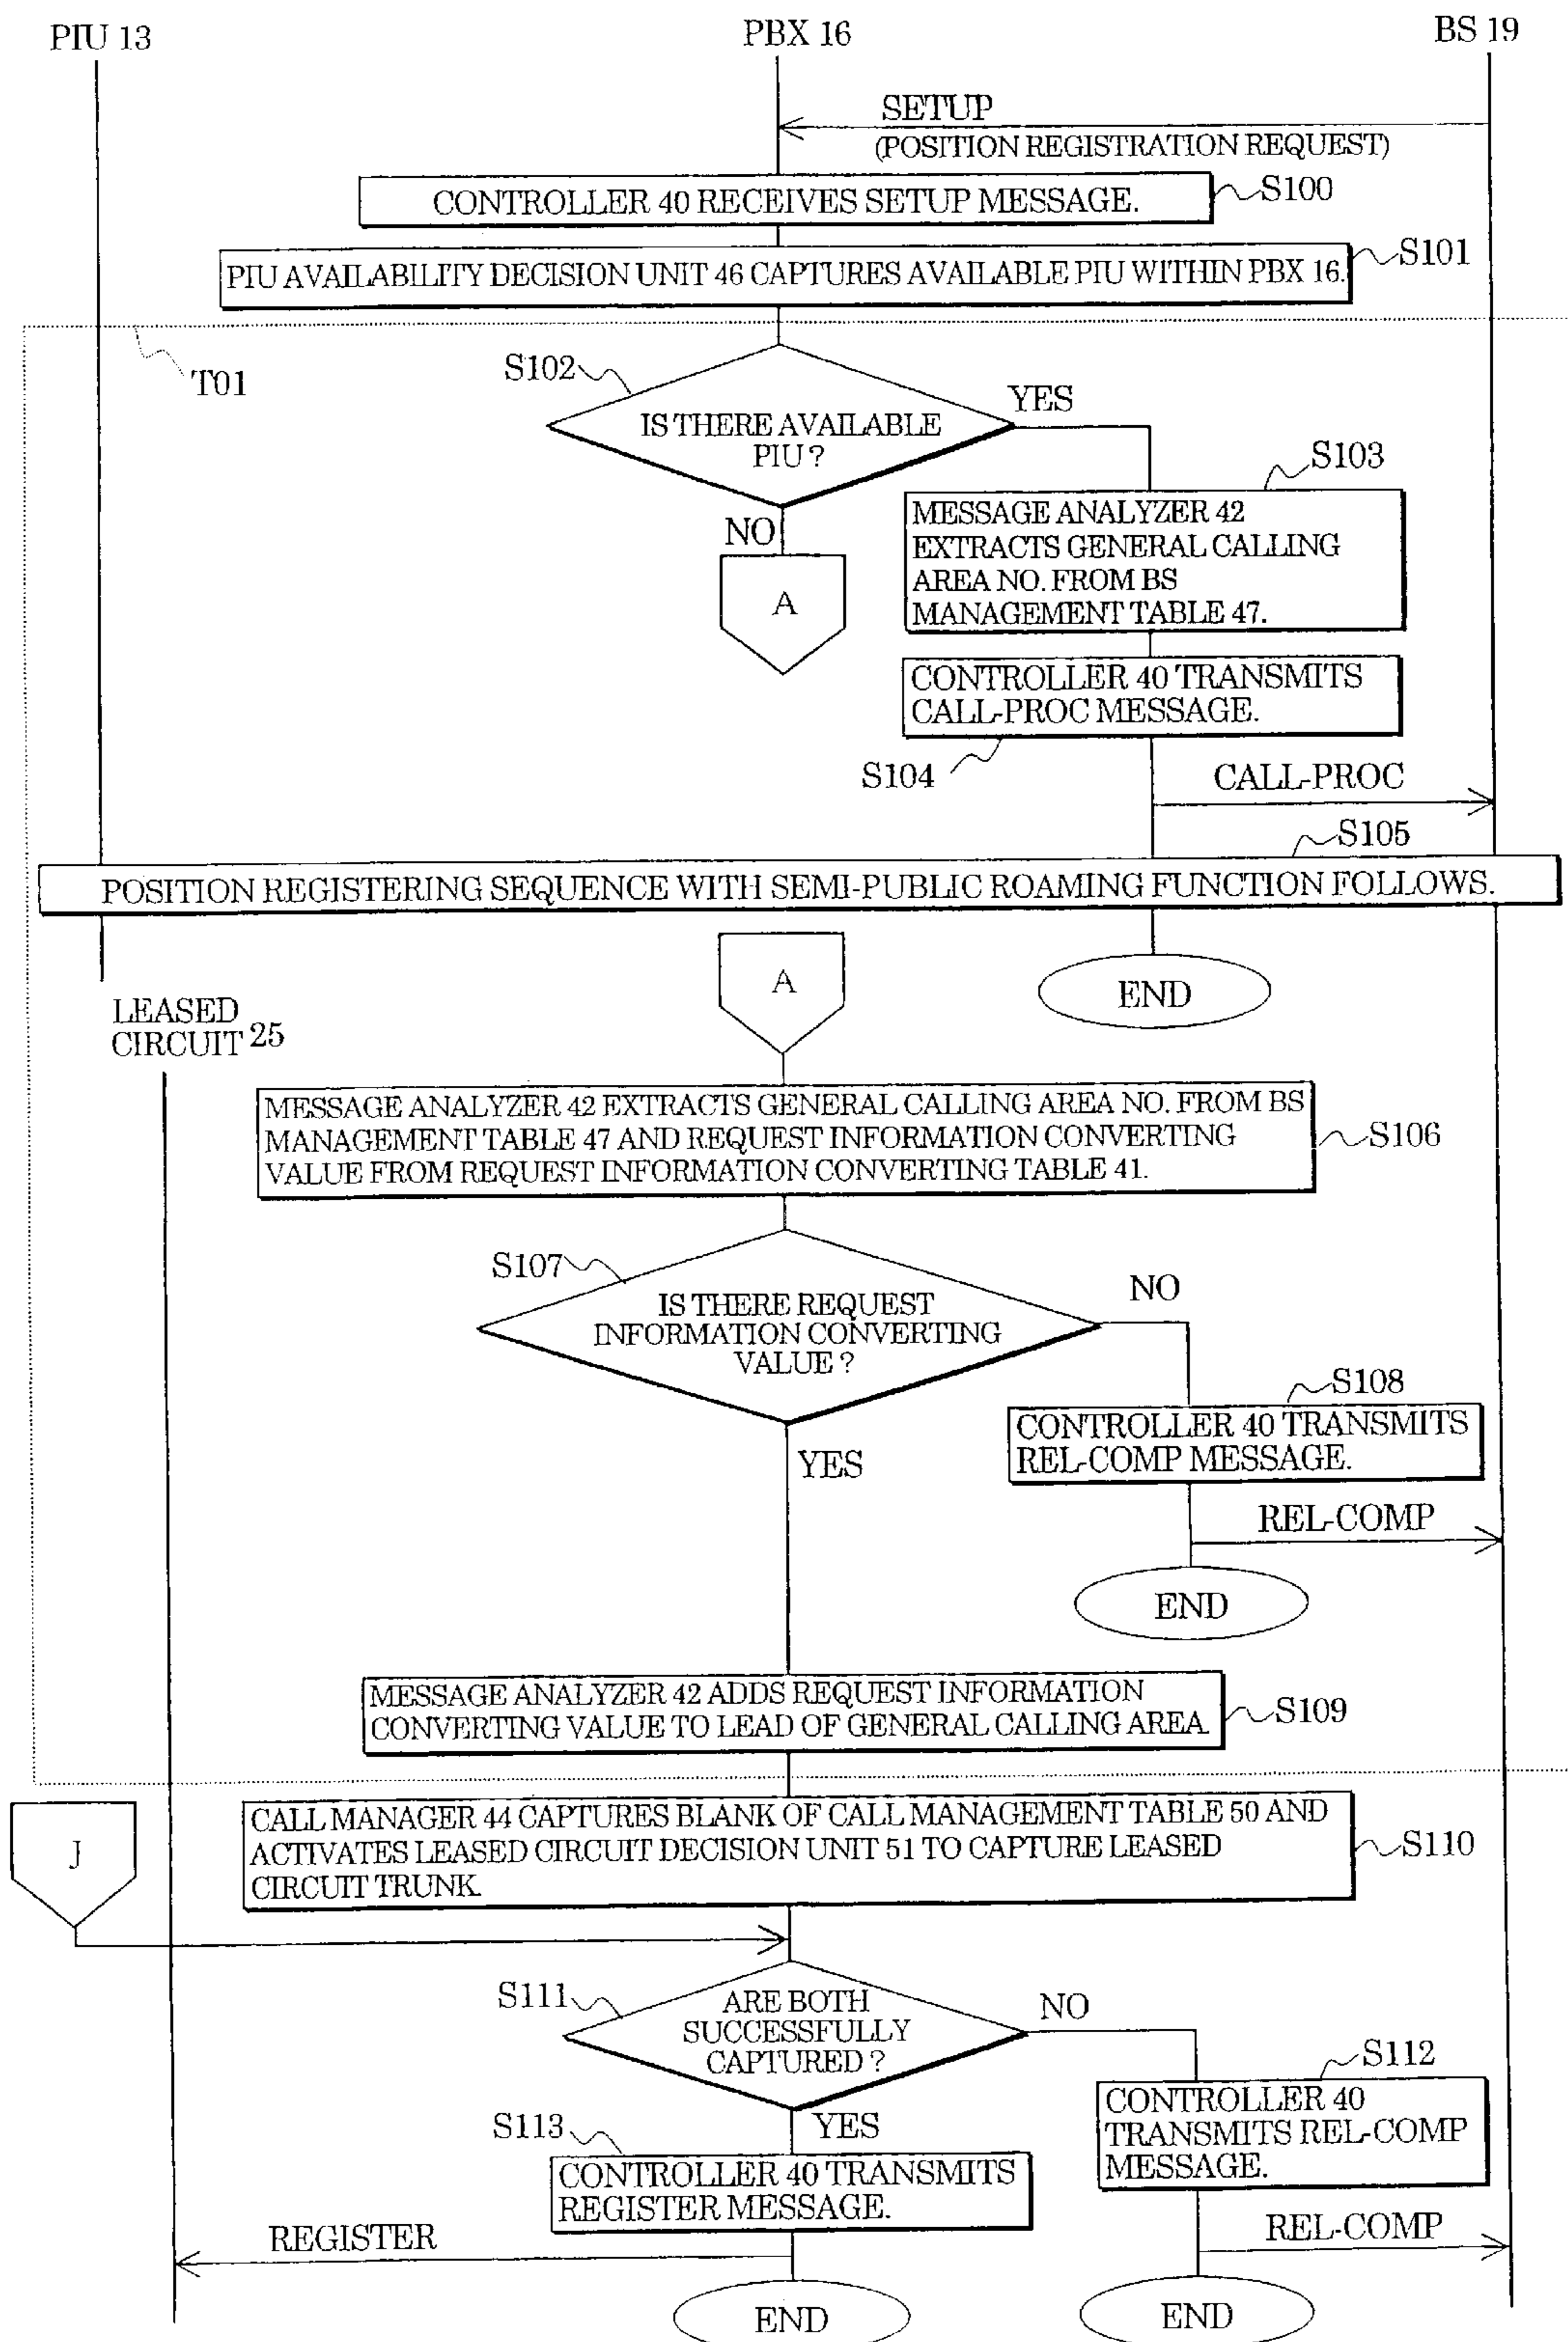 PIU 13
PBX 16
BS 19
SETUP
(POSITION REGISTRATION REQUEST)
CONTROLLER 40 RECEIVES SETUP MESSAGE.
S100
PIU AVAILABILITY DECISION UNIT 46 CAPTURES AVAILABLE PIU WITHIN PBX 16.
S101
T01
S102
IS THERE AVAILABLE
PIU ?
YES
NO
A
S103
MESSAGE ANALYZER 42
EXTRACTS GENERAL CALLING
AREA NO. FROM BS
MANAGEMENT TABLE 47.
CONTROLLER 40 TRANSMITS
CALL-PROC MESSAGE.
S104
CALL-PROC
S105
POSITION REGISTERING SEQUENCE WITH SEMI-PUBLIC ROAMING FUNCTION FOLLOWS.
A
END
LEASED
CIRCUIT 25
MESSAGE ANALYZER 42 EXTRACTS GENERAL CALLING AREA NO. FROM BS
MANAGEMENT TABLE 47 AND REQUEST INFORMATION CONVERTING
VALUE FROM REQUEST INFORMATION CONVERTING TABLE 41.
S106
S107
IS THERE REQUEST
INFORMATION CONVERTING
VALUE ?
NO
YES
S108
CONTROLLER 40 TRANSMITS
REL-COMP MESSAGE.
REL-COMP
END
MESSAGE ANALYZER 42 ADDS REQUEST INFORMATION
CONVERTING VALUE TO LEAD OF GENERAL CALLING AREA.
S109
J
CALL MANAGER 44 CAPTURES BLANK OF CALL MANAGEMENT TABLE 50 AND
ACTIVATES LEASED CIRCUIT DECISION UNIT 51 TO CAPTURE LEASED
CIRCUIT TRUNK.
S110
S111
ARE BOTH
SUCCESSFULLY
CAPTURED ?
NO
YES
S112
CONTROLLER 40
TRANSMITS REL-COMP
MESSAGE.
S113
CONTROLLER 40 TRANSMITS
REGISTER MESSAGE.
REGISTER
REL-COMP
END
END